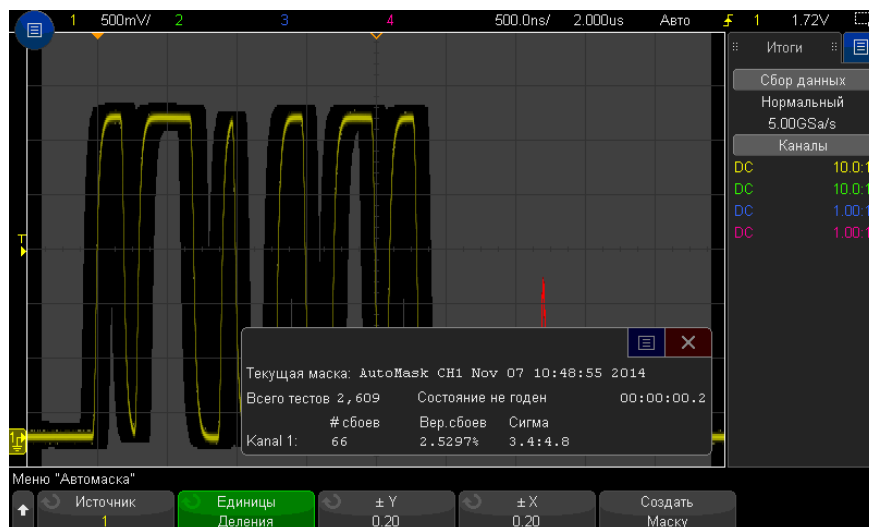 1 500mV/ 2 3 4 500.0ns/ 2.000us Авто 1 1.72V
Итоги
Сбор данных
Нормальный
5.00GSa/s
Каналы
DC 10.0:1
DC 10.0:1
DC 1.00:1
DC 1.00:1
T
1
Текущая маска: AutoMask CH1 Nov 07 10:48:55 2014
Всего тестов 2,609 Состояние не годен 00:00:00.2
# сбоев Вер.сбоев Сигма
Kanal 1: 66 2.5297% 3.4:4.8
Меню "Автомаска"
Источник Единицы ± Y ± X Создать
1 Деления 0.20 0.20 Маску